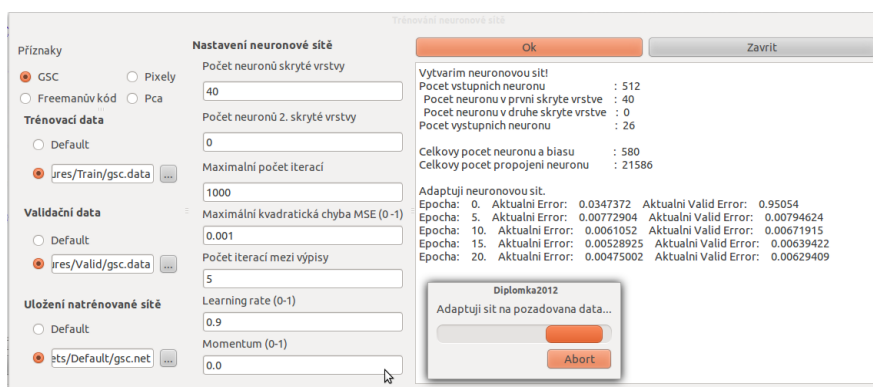 Trénování neuronové sítě
Příznaky
GSC
Pixely
Freemanův kód
Pca
Trénovací data
Default
ures/Train/gsc.data ...
Validační data
Default
ures/Valid/gsc.data ...
Uložení natrénované sítě
Default
ets/Default/gsc.net ...
Nastavení neuronové sítě
Počet neuronů skryté vrstvy
40
Počet neuronů 2. skryté vrstvy
0
Maximalní počet iterací
1000
Maximální kvadratická chyba MSE (0 -1)
0.001
Počet iterací mezi výpisy
5
Learning rate (0-1)
0.9
Momentum (0-1)
0.0
Ok
Zavrit
Vytvarim neuronovou sit!
Pocet vstupnich neuronu : 512
Pocet neuronu v prvni skryte vrstve : 40
Pocet neuronu v druhe skryte vrstve : 0
Pocet vystupnich neuronu : 26
Celkovy pocet neuronu a biasu : 580
Celkovy pocet propojeni neuronu : 21586
Adaptuji neuronovou sit.
Epocha: 0. Aktualni Error: 0.0347372 Aktualni Valid Error: 0.95054
Epocha: 5. Aktualni Error: 0.00772904 Aktualni Valid Error: 0.00794624
Epocha: 10. Aktualni Error: 0.0061052 Aktualni Valid Error: 0.00671915
Epocha: 15. Aktualni Error: 0.00528925 Aktualni Valid Error: 0.00639422
Epocha: 20. Aktualni Error: 0.00475002 Aktualni Valid Error: 0.00629409
Diplomka2012
Adaptuji sit na pozadovana data...
Abort